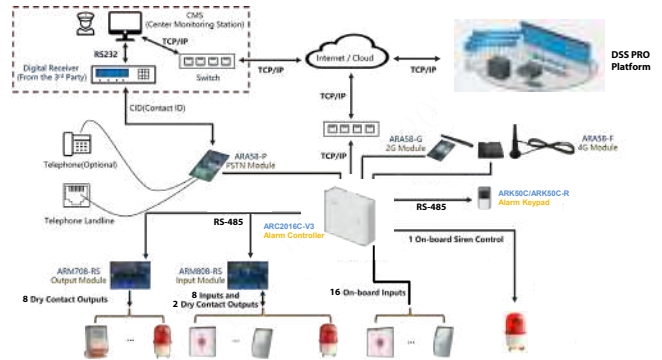 CMS
(Center Monitoring Station)
RS232
TCP/IP
Digital Receiver
(From the 3rd Party)
Switch
TCP/IP
Internet / Cloud
TCP/IP
DSS PRO
Platform
CID(Contact ID)
TCP/IP
ARA58-G
2G Module
ARA58-F
4G Module
Telephone(Optional)
ARA58-P
PSTN Module
TCP/IP
Telephone Landline
RS-485
ARC2016C-V3
Alarm Controller
RS-485
ARK50C/ARK50C-R
Alarm Keypad
1 On-board Siren Control
ARM708-RS
Output Module
ARM808-RS
Input Module
8 Dry Contact Outputs
8 Inputs and
2 Dry Contact Outputs
16 On-board Inputs
...
...
...